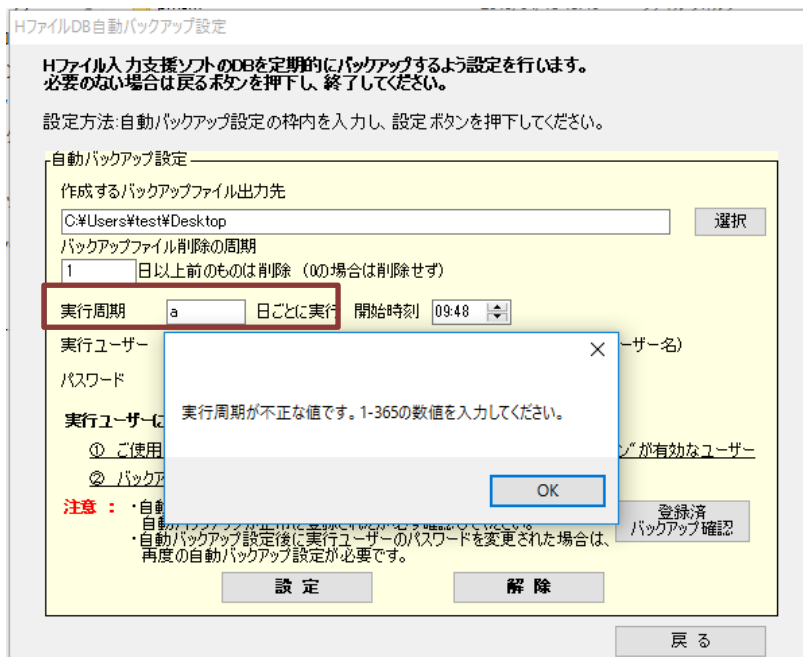 HファイルDB自動バックアップ設定
Hファイル入力支援ソフトのDBを定期的にバックアップするよう設定を行います。
必要のない場合は戻るボタンを押下し、終了してください。
設定方法:自動バックアップ設定の枠内を入力し、設定ボタンを押下してください。
自動バックアップ設定
作成するバックアップファイル出力先
C:¥Users¥test¥Desktop 選択
バックアップファイル削除の周期
1 日以上前のものは削除 (0の場合は削除せず)
実行周期 a 日ごとに実行 開始時刻 09:48
実行ユーザー ーザー名)
パスワード
実行周期が不正な値です。1-365の数値を入力してください。
OK
実行ユーザーに
① ご使用 が有効なユーザー
② バックア
注意 : ・自動
・自動バックアップ設定後に実行ユーザーのパスワードを変更された場合は、
再度の自動バックアップ設定が必要です。
登録済
バックアップ確認
設定 解除
戻る